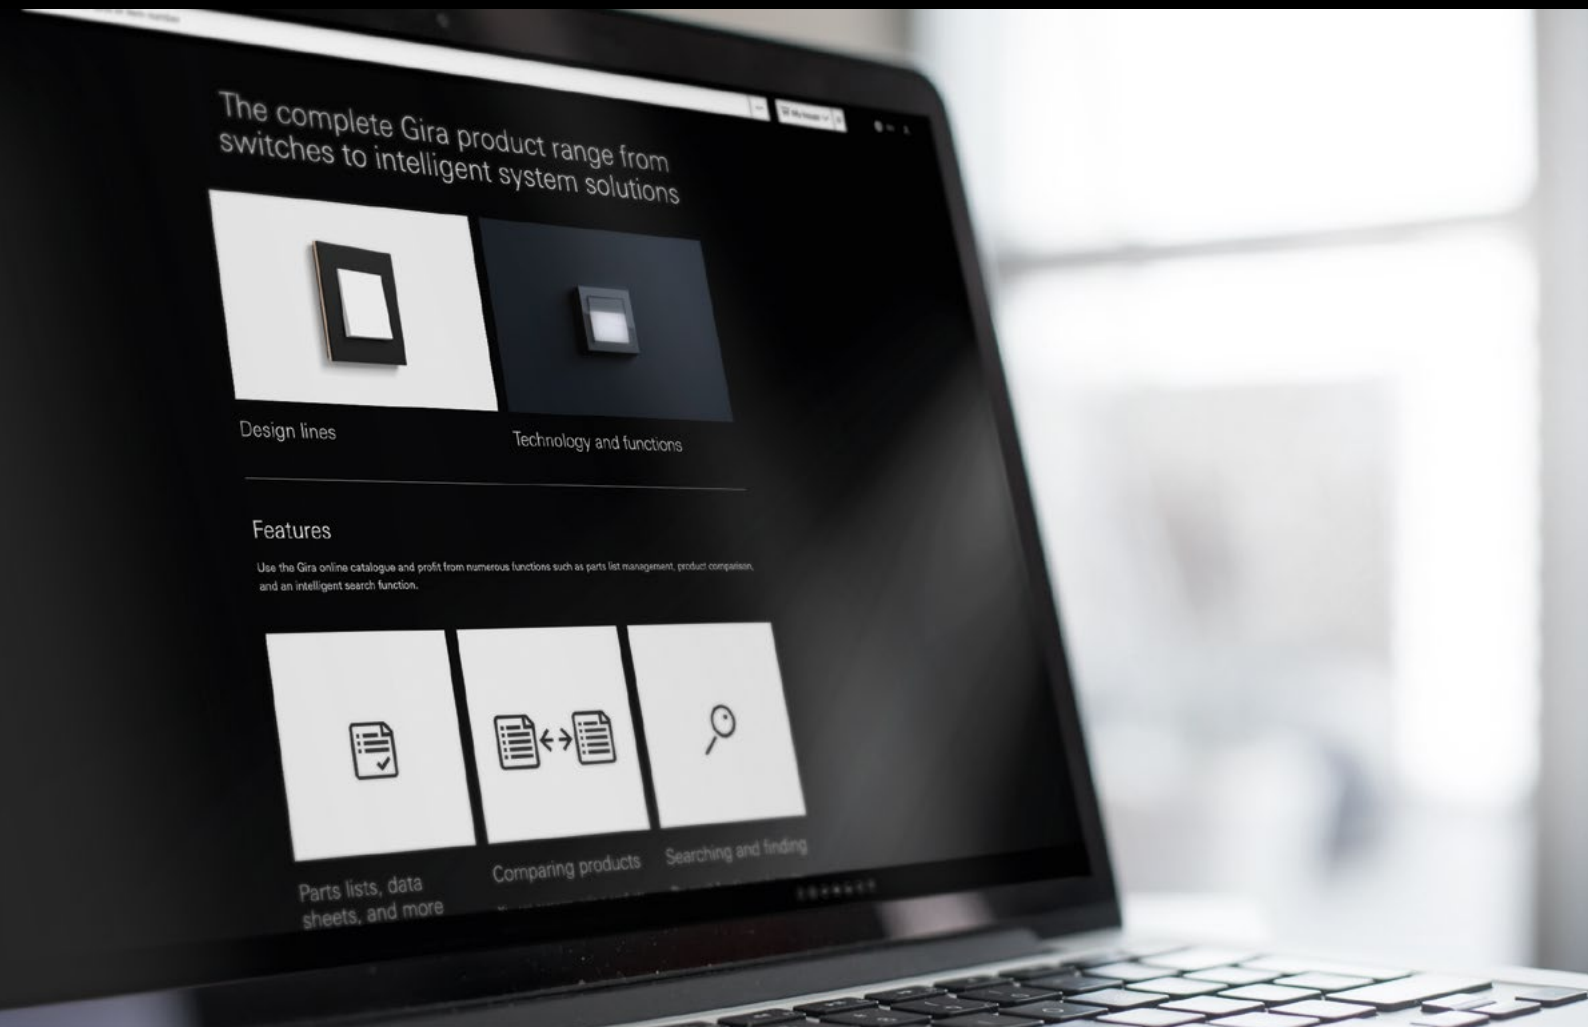 The complete Gira product range from
switches to intelligent system solutions
Design lines
Technology and functions
Features
Use the Gira online catalogue and profit from numerous functions such as parts list management, product comparison,
and an intelligent search function.
Parts lists, data
sheets, and more
Comparing products
Searching and finding